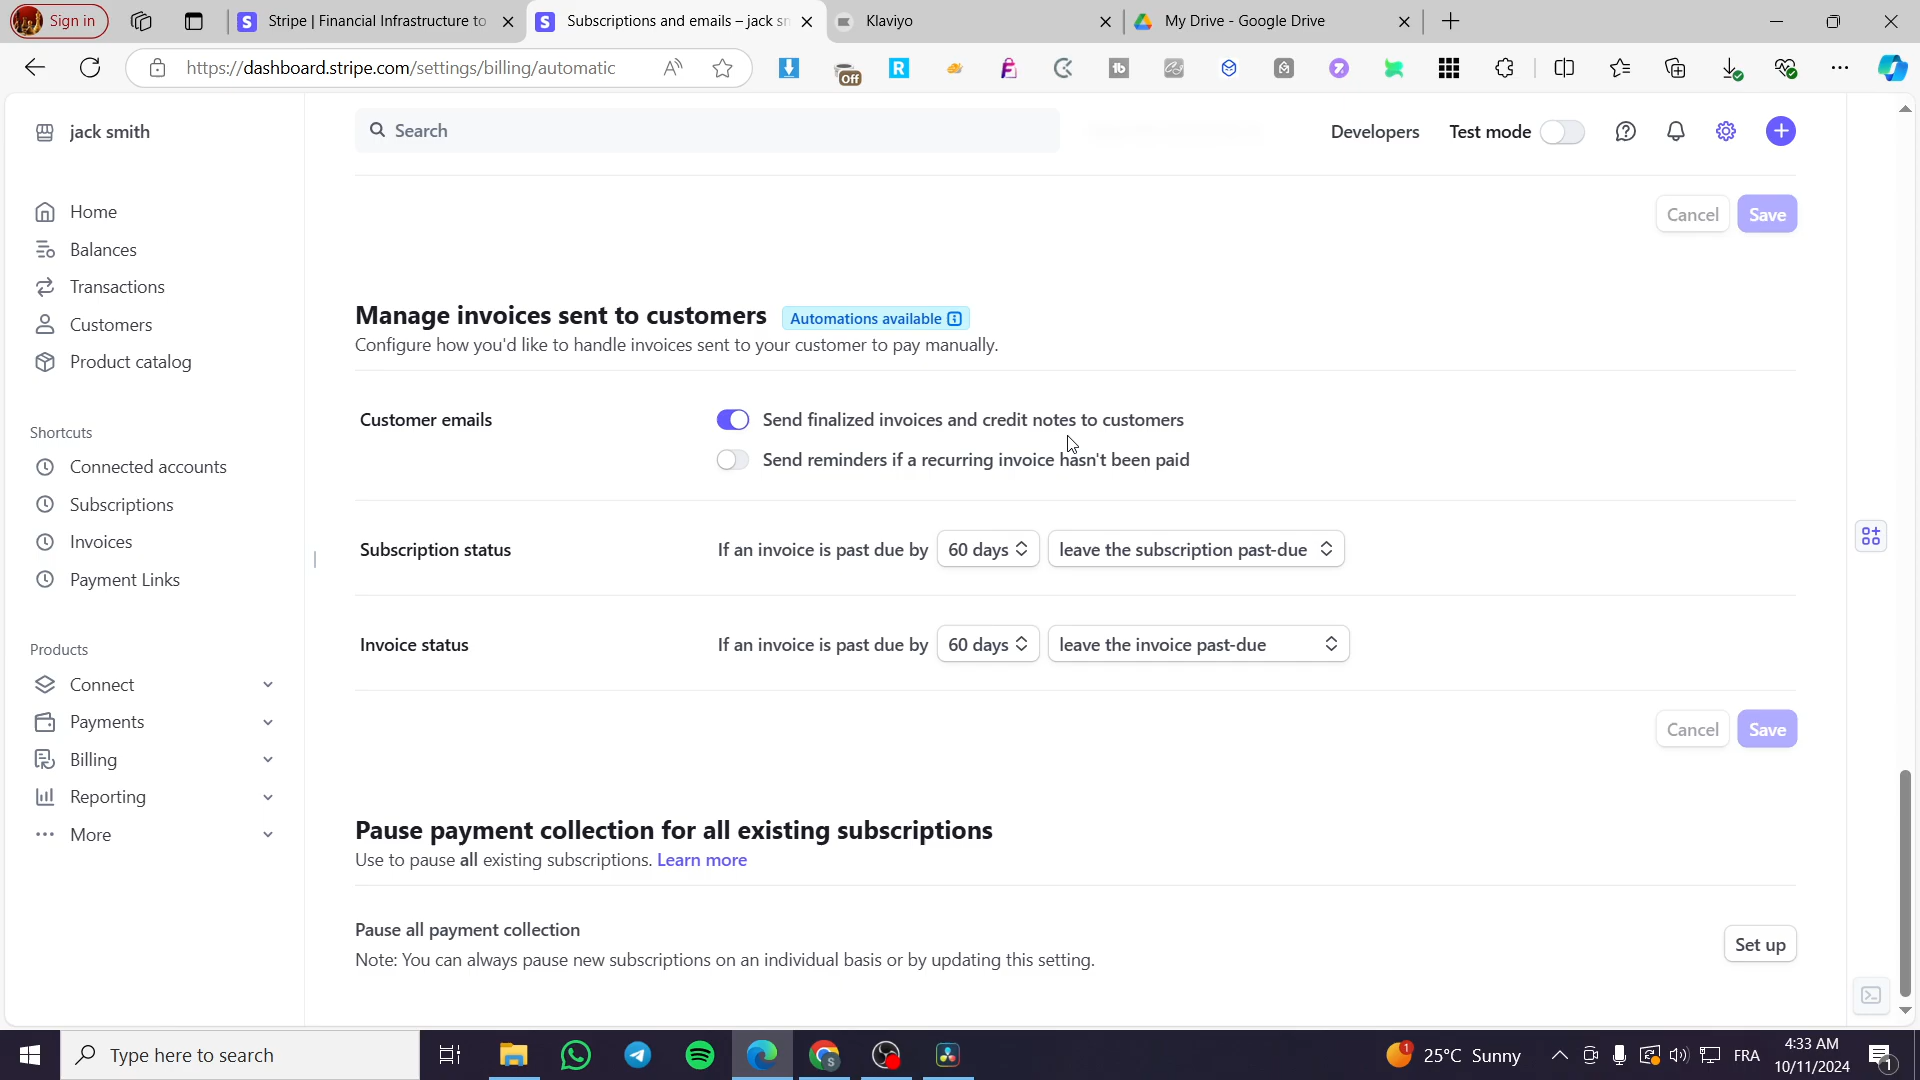 Sign in
Stripe | Financial Infrastructure to
Subscriptions and emails – jack sn
Klaviyo
My Drive - Google Drive
https://dashboard.stripe.com/settings/billing/automatic
Off
jack smith
Search
Developers
Test mode
Home
Balances
Transactions
Customers
Product catalog
Shortcuts
Connected accounts
Subscriptions
Invoices
Payment Links
Products
Connect
Payments
Billing
Reporting
More
Cancel
Save
Manage invoices sent to customers
Automations available
Configure how you'd like to handle invoices sent to your customer to pay manually.
Customer emails
Send finalized invoices and credit notes to customers
Send reminders if a recurring invoice hasn't been paid
Subscription status
If an invoice is past due by 60 days leave the subscription past-due
Invoice status
If an invoice is past due by 60 days leave the invoice past-due
Cancel
Save
Pause payment collection for all existing subscriptions
Use to pause all existing subscriptions. Learn more
Pause all payment collection
Note: You can always pause new subscriptions on an individual basis or by updating this setting.
Set up
Type here to search
25°C Sunny
FRA
4:33 AM
10/11/2024